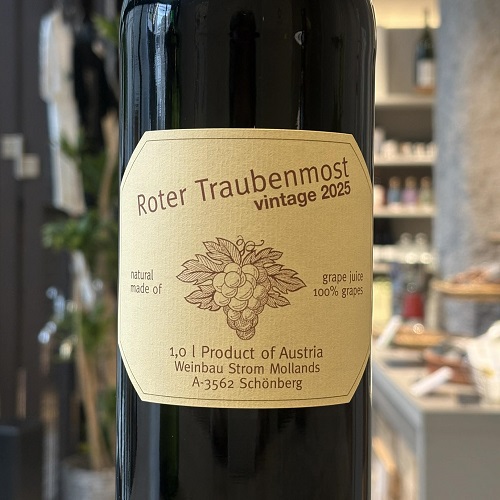 Roter Traubenmost
vintage 2025
natural
made of
grape juice
100% grapes
1,0 l Product of Austria
Weinbau Strom Mollands
A-3562 Schönberg